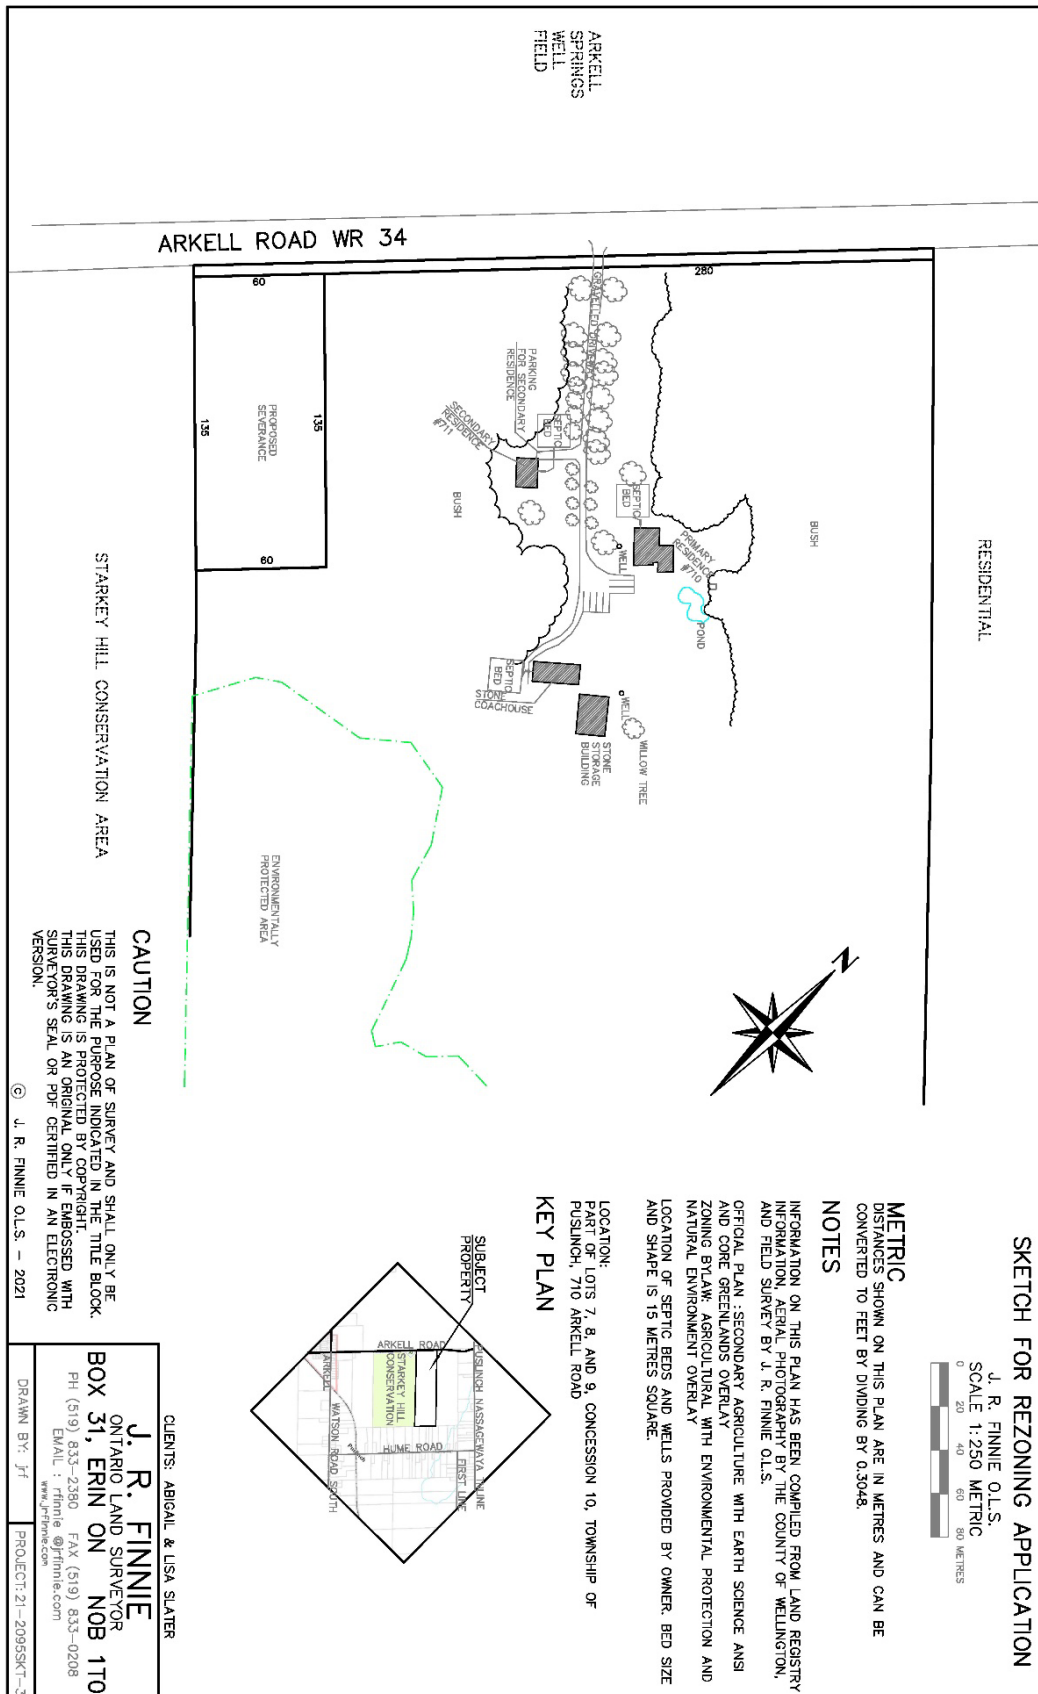 SKETCH FOR REZONING APPLICATION
J. R. FINNIE O.L.S.
SCALE 1:250 METRIC
0 20 40 60 80 METRES
METRIC
DISTANCES SHOWN ON THIS PLAN ARE IN METRES AND CAN BE
CONVERTED TO FEET BY DIVIDING BY 0.3048.
NOTES
INFORMATION ON THIS PLAN HAS BEEN COMPILED FROM LAND REGISTRY
INFORMATION, AERIAL PHOTOGRAPHY BY THE COUNTY OF WELLINGTON,
AND FIELD SURVEY BY J. R. FINNIE O.L.S.
OFFICIAL PLAN : SECONDARY AGRICULTURE WITH EARTH SCIENCE ANSI
AND CORE GREENLANDS OVERLAY
ZONING BYLAW: AGRICULTURAL WITH ENVIRONMENTAL PROTECTION AND
NATURAL ENVIRONMENT OVERLAY
LOCATION OF SEPTIC BEDS AND WELLS PROVIDED BY OWNER. BED SIZE
AND SHAPE IS 15 METRES SQUARE.
LOCATION:
PART OF LOTS 7, 8, AND 9, CONCESSION 10, TOWNSHIP OF
PUSLINCH, 710 ARKELL ROAD
KEY PLAN
SUBJECT
PROPERTY
ARKELL ROAD
STARKEY HILL
CONSERVATION
PUSLINCH NASSAGEWAYA TLINE
HUME ROAD
FIRST LINE
WATSON ROAD SOUTH
ARKELL
ARKELL
SPRINGS
WELL
FIELD
ARKELL ROAD WR 34
RESIDENTIAL
280
60
135
135
60
PROPOSED
SEVERANCE
GRAVELLED DRIVEWAY
PARKING
FOR SECONDARY
RESIDENCE
SECONDARY
RESIDENCE
#711
SEPTIC
BED
BUSH
SEPTIC
BED
PRIMARY
RESIDENCE
#710
BUSH
WELL
POND
SEPTIC
BED
STONE
COACHOUSE
WELL
WILLOW TREE
STONE
STORAGE
BUILDING
N
STARKEY HILL CONSERVATION AREA
ENVIRONMENTALLY
PROTECTED AREA
CAUTION
THIS IS NOT A PLAN OF SURVEY AND SHALL ONLY BE
USED FOR THE PURPOSE INDICATED IN THE TITLE BLOCK.
THIS DRAWING IS PROTECTED BY COPYRIGHT.
THIS DRAWING IS AN ORIGINAL ONLY IF EMBOSSED WITH
SURVEYOR'S SEAL OR PDF CERTIFIED IN AN ELECTRONIC
VERSION.
© J. R. FINNIE O.L.S. – 2021
CLIENTS: ABIGAIL & LISA SLATER
J. R. FINNIE
ONTARIO LAND SURVEYOR
BOX 31, ERIN ON N0B 1T0
PH (519) 833-2380 FAX (519) 833-0208
EMAIL : rfinnie @jrfinnie.com
www.jrfinnie.com
DRAWN BY: jrf
PROJECT: 21-2095SKT-3